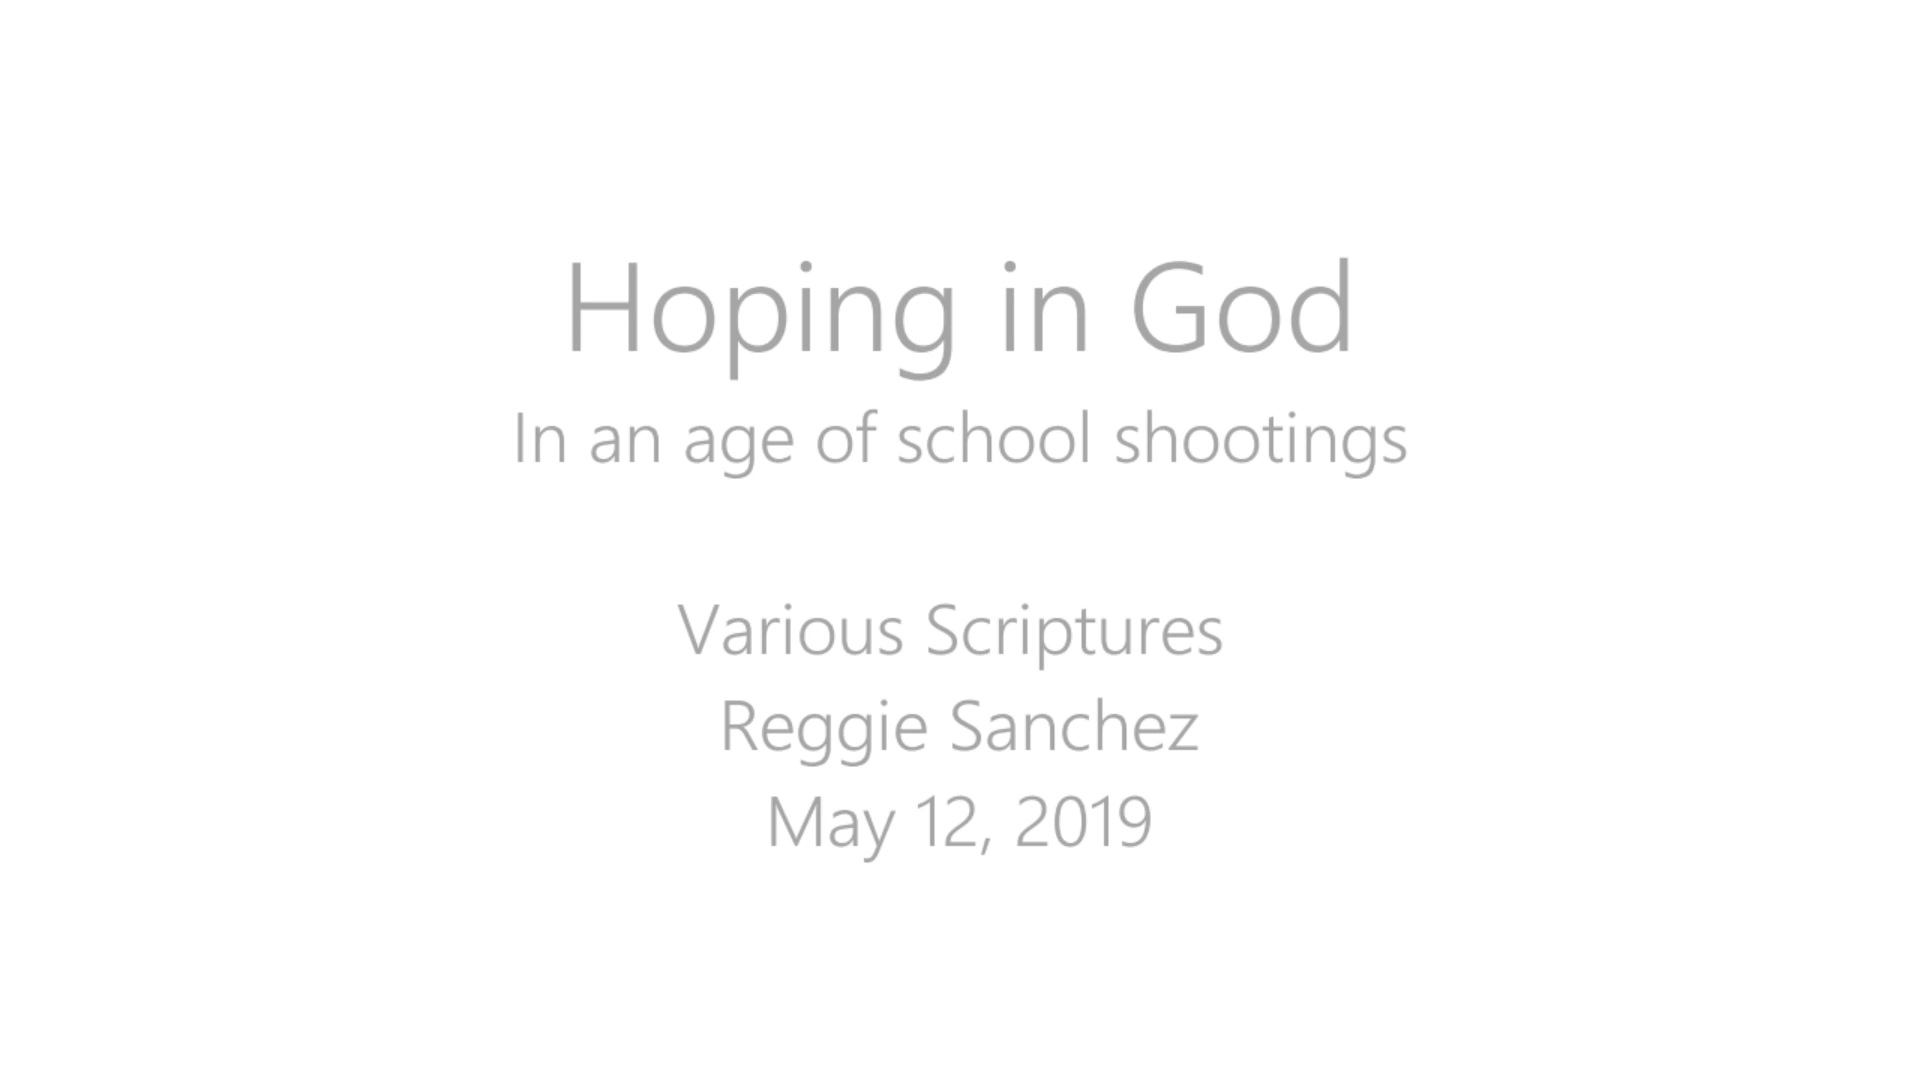 Hoping in God
In an age of school shootings
Various Scriptures
Reggie Sanchez
May 12, 2019